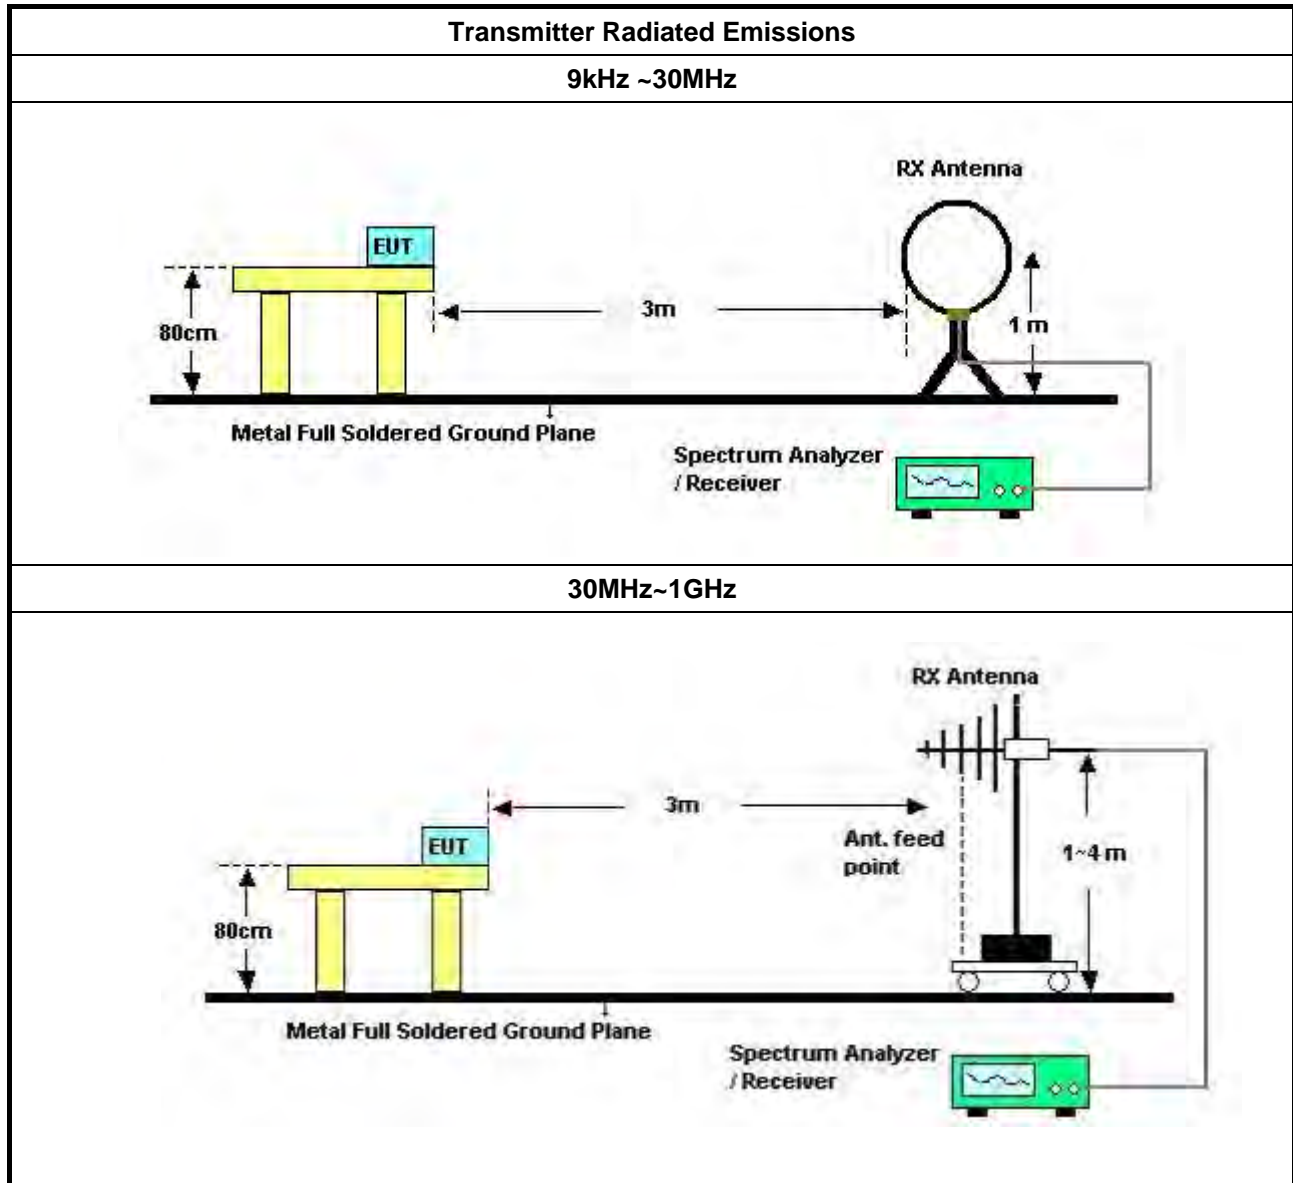 Transmitter Radiated Emissions
9kHz ~30MHz
RX Antenna
EUT
3m
80cm
1 m
Metal Full Soldered Ground Plane
Spectrum Analyzer
/ Receiver
30MHz~1GHz
RX Antenna
3m
EUT
Ant. feed
point
1~4 m
80cm
Metal Full Soldered Ground Plane
Spectrum Analyzer
/ Receiver